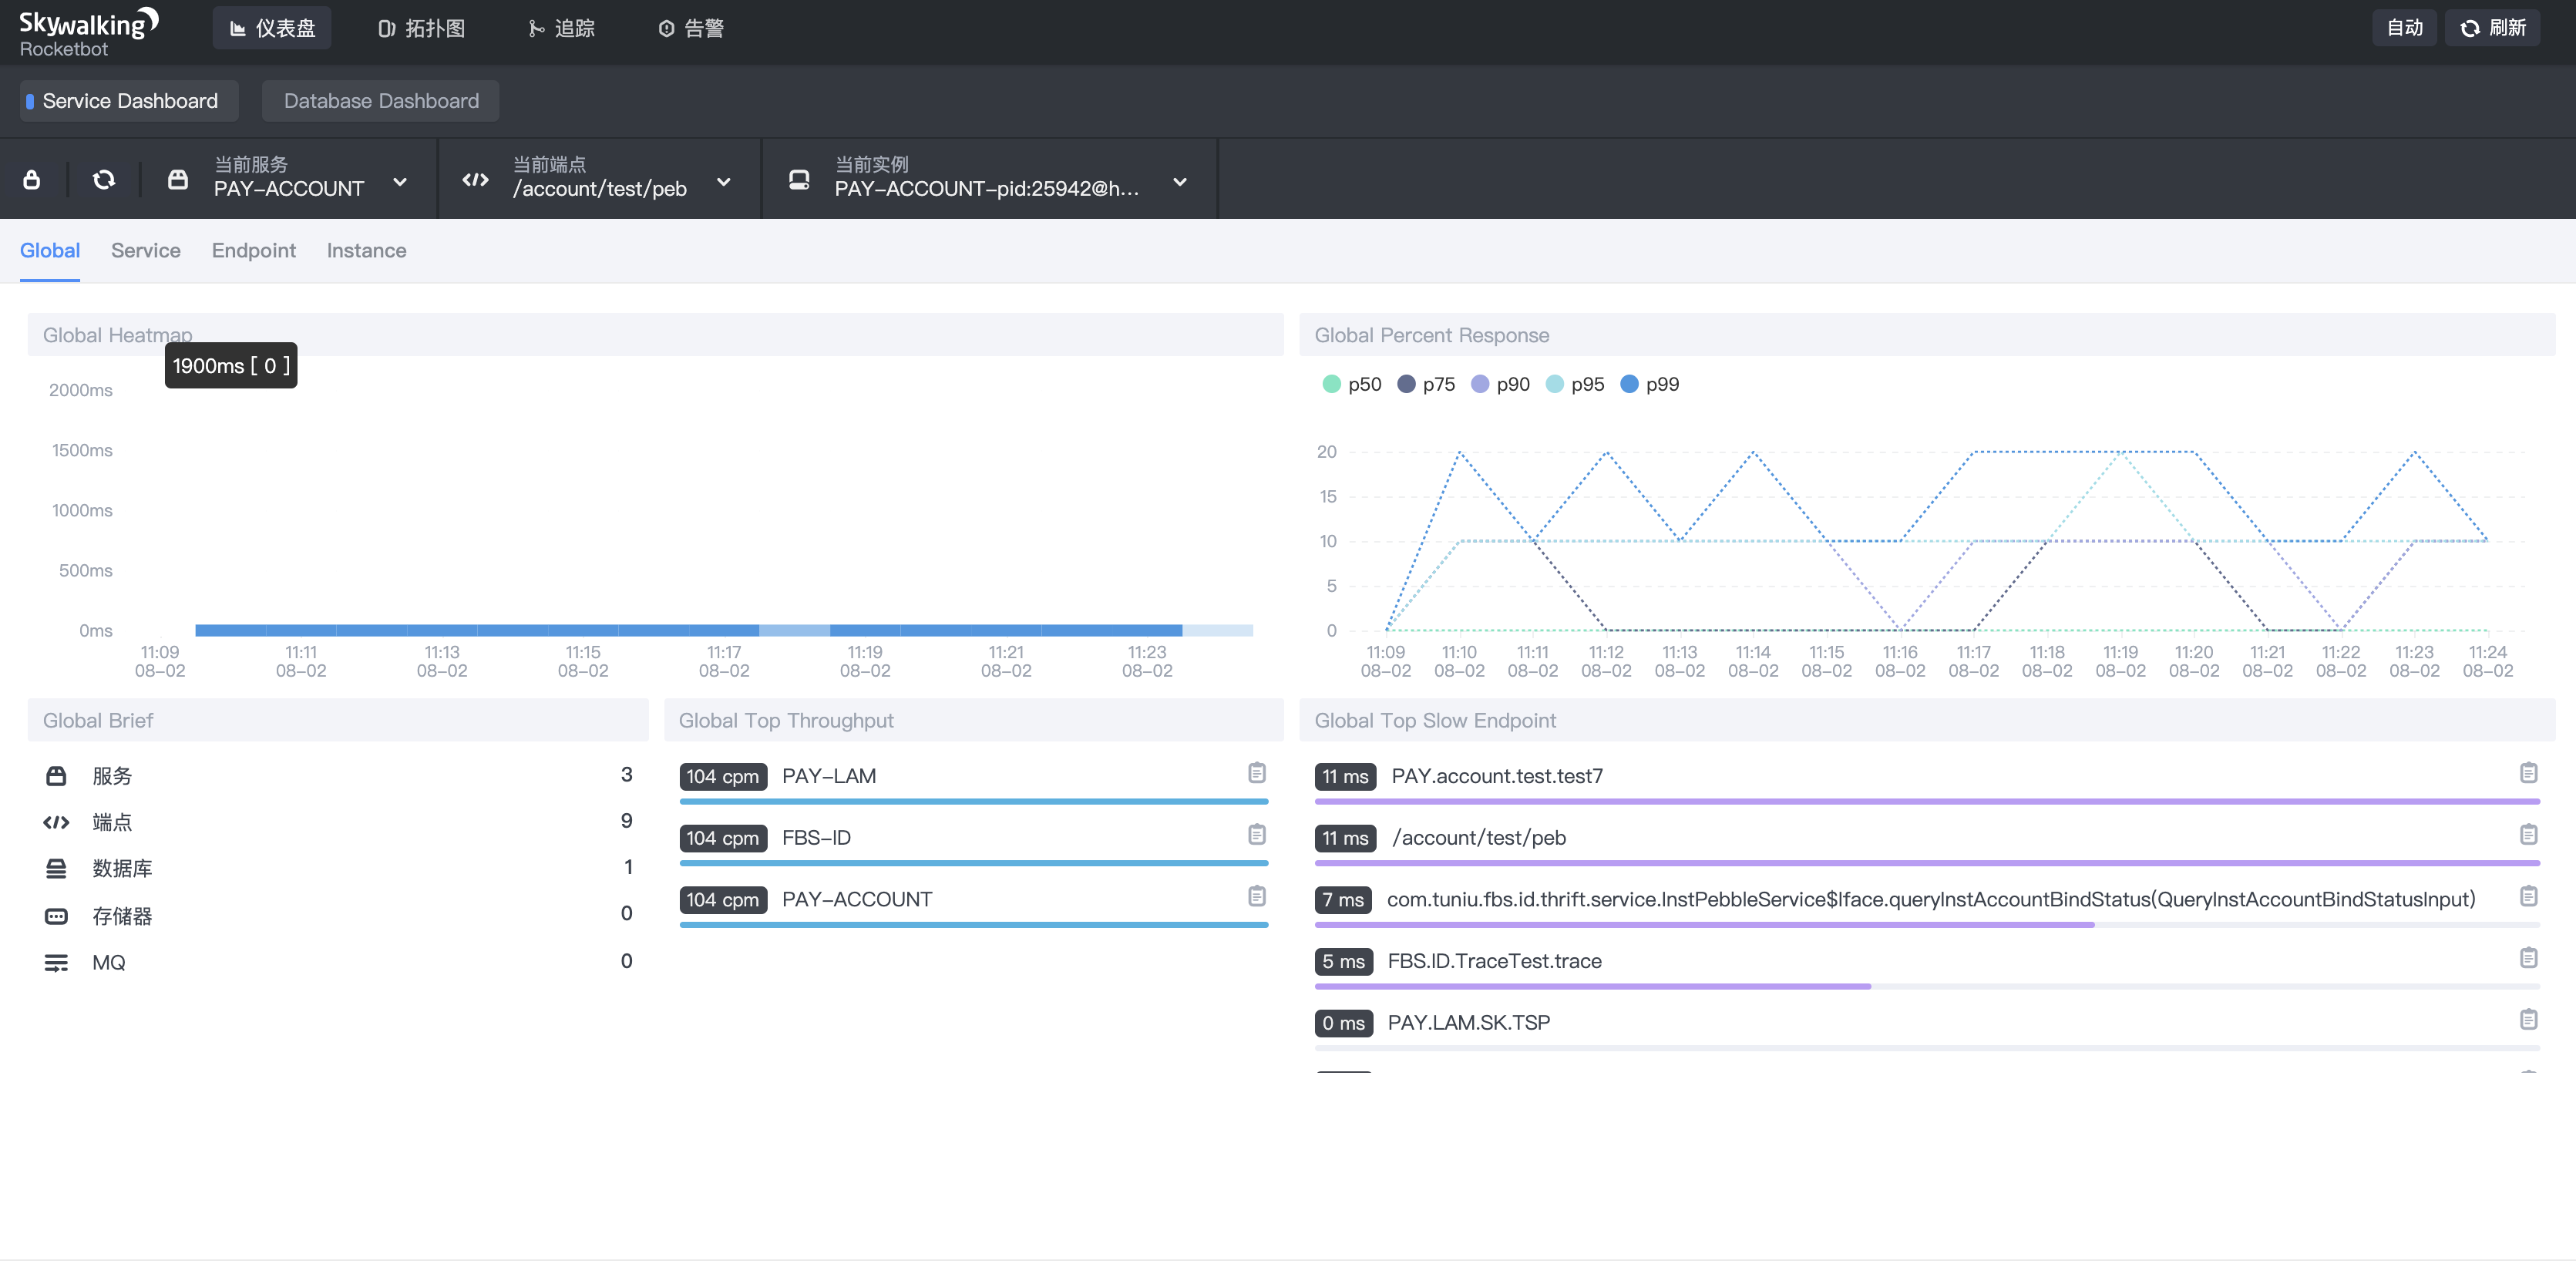 Skywalking
Rocketbot
仪表盘
拓扑图
追踪
告警
自动
刷新
Service Dashboard
Database Dashboard
当前服务
PAY-ACCOUNT
当前端点
/account/test/peb
当前实例
PAY-ACCOUNT-pid:25942@h...
Global
Service
Endpoint
Instance
Global Heatmap
1900ms [ 0 ]
2000ms
1500ms
1000ms
500ms
0ms
11:09
08-02
11:11
08-02
11:13
08-02
11:15
08-02
11:17
08-02
11:19
08-02
11:21
08-02
11:23
08-02
Global Percent Response
p50
p75
p90
p95
p99
20
15
10
5
0
11:09
08-02
11:10
08-02
11:11
08-02
11:12
08-02
11:13
08-02
11:14
08-02
11:15
08-02
11:16
08-02
11:17
08-02
11:18
08-02
11:19
08-02
11:20
08-02
11:21
08-02
11:22
08-02
11:23
08-02
11:24
08-02
Global Brief
服务 3
端点 9
数据库 1
存储器 0
MQ 0
Global Top Throughput
104 cpm PAY-LAM
104 cpm FBS-ID
104 cpm PAY-ACCOUNT
Global Top Slow Endpoint
11 ms PAY.account.test.test7
11 ms /account/test/peb
7 ms com.tuniu.fbs.id.thrift.service.InstPebbleService$Iface.queryInstAccountBindStatus(QueryInstAccountBindStatusInput)
5 ms FBS.ID.TraceTest.trace
0 ms PAY.LAM.SK.TSP